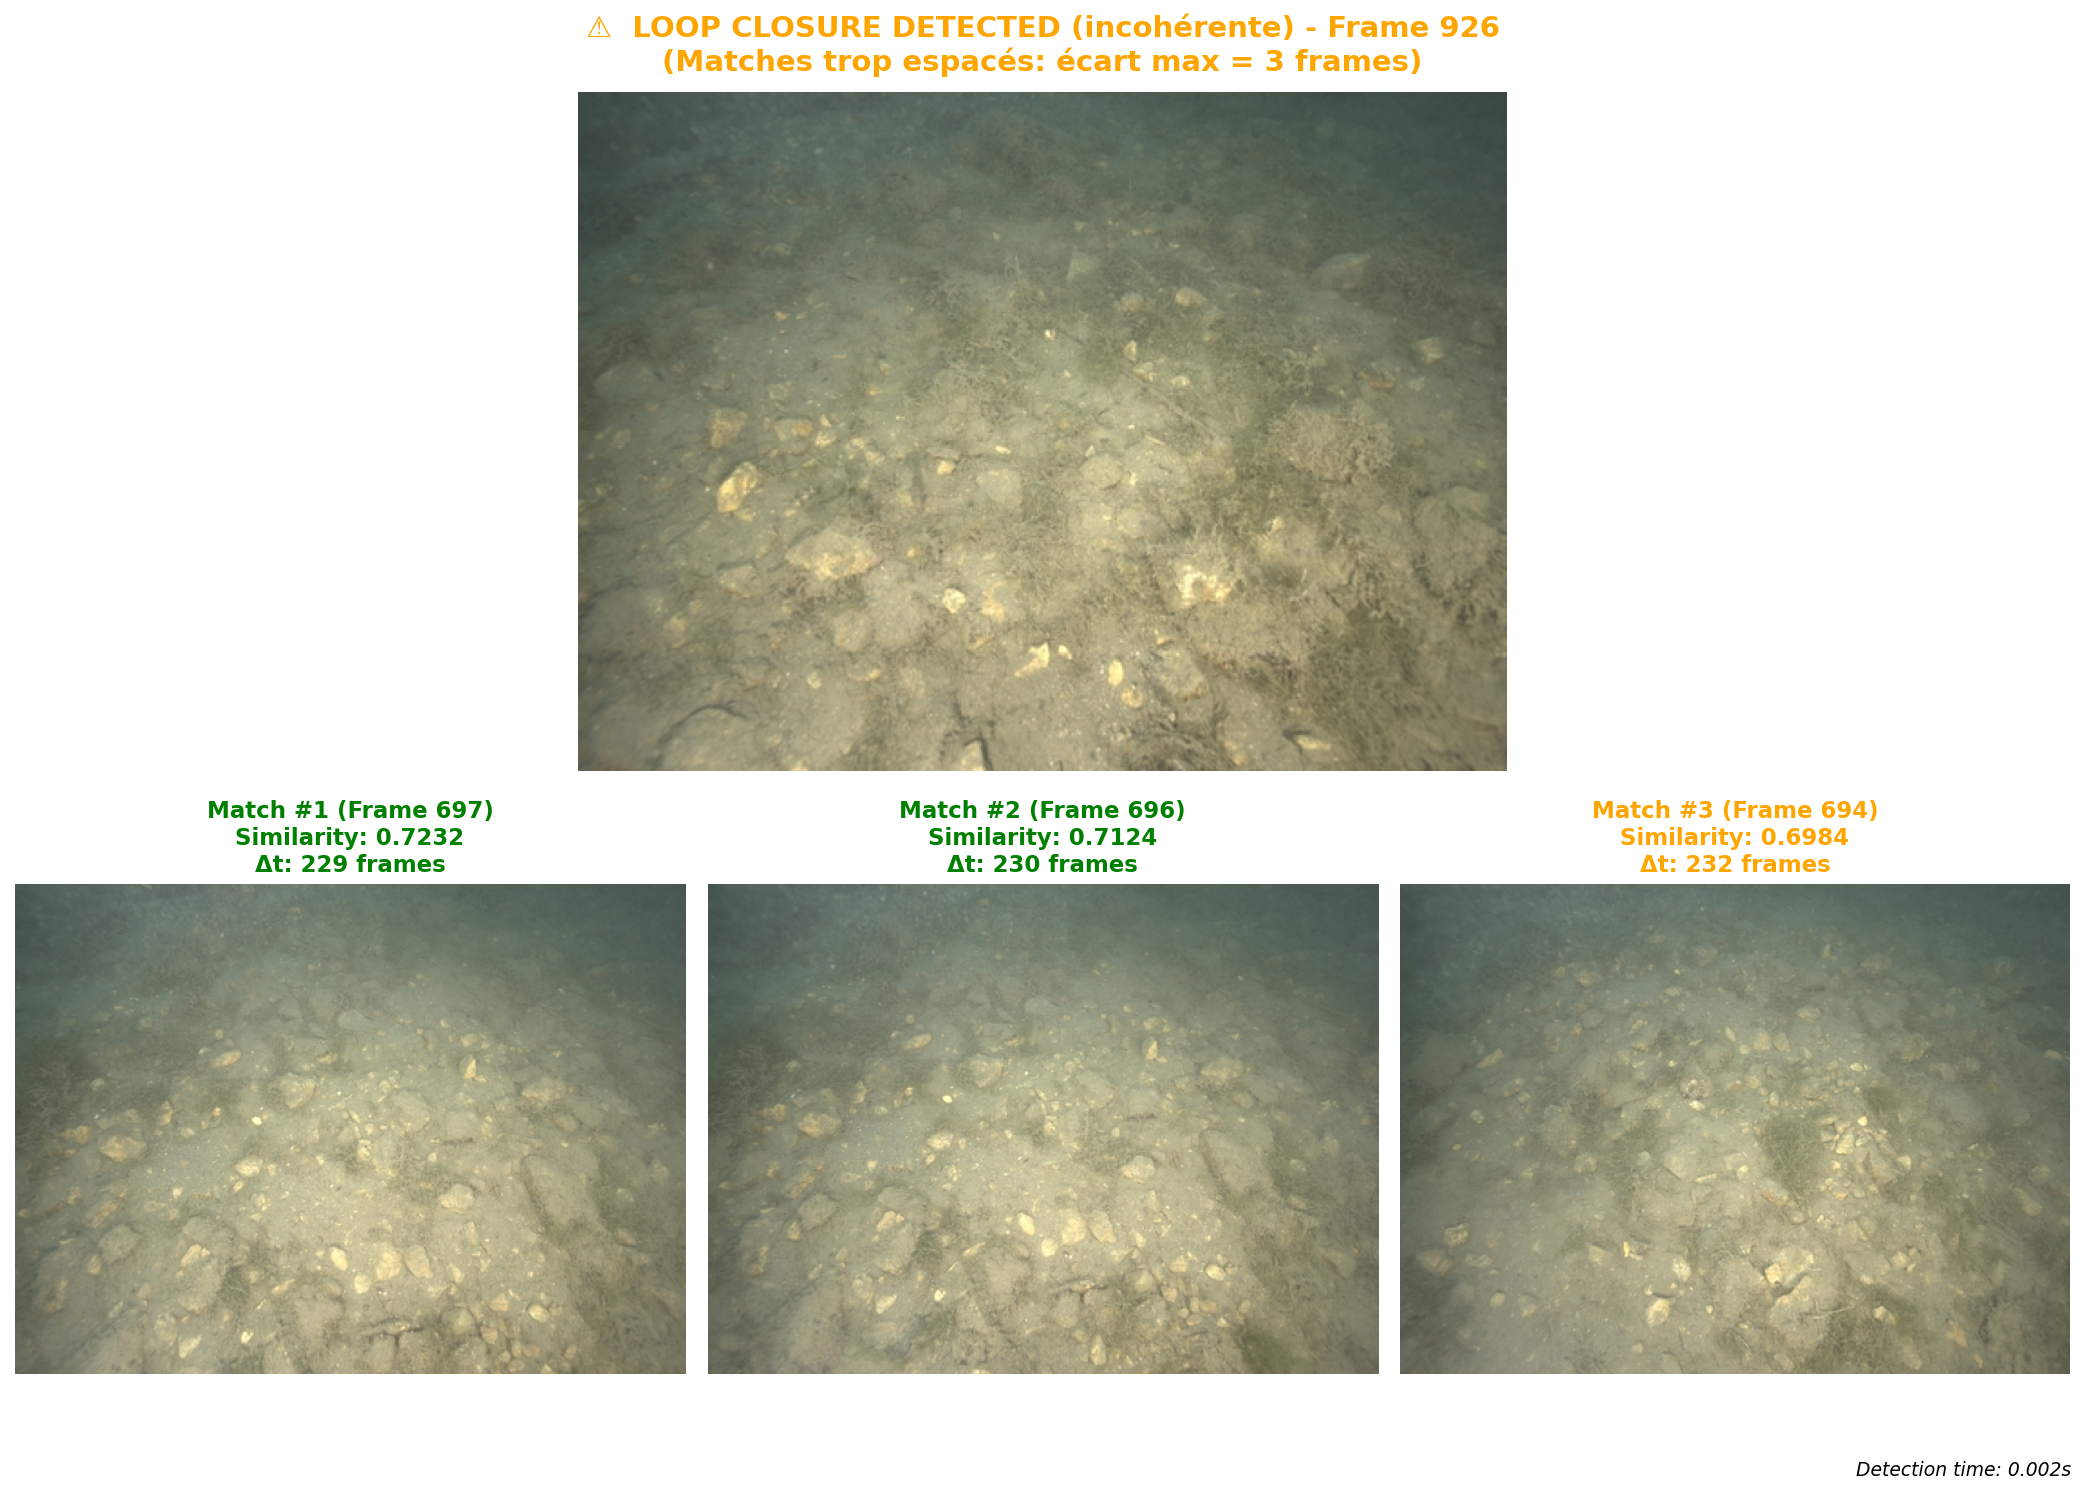 ⚠ LOOP CLOSURE DETECTED (incohérente) - Frame 926
(Matches trop espacés: écart max = 3 frames)
Match #1 (Frame 697)
Similarity: 0.7232
Δt: 229 frames
Match #2 (Frame 696)
Similarity: 0.7124
Δt: 230 frames
Match #3 (Frame 694)
Similarity: 0.6984
Δt: 232 frames
Detection time: 0.002s